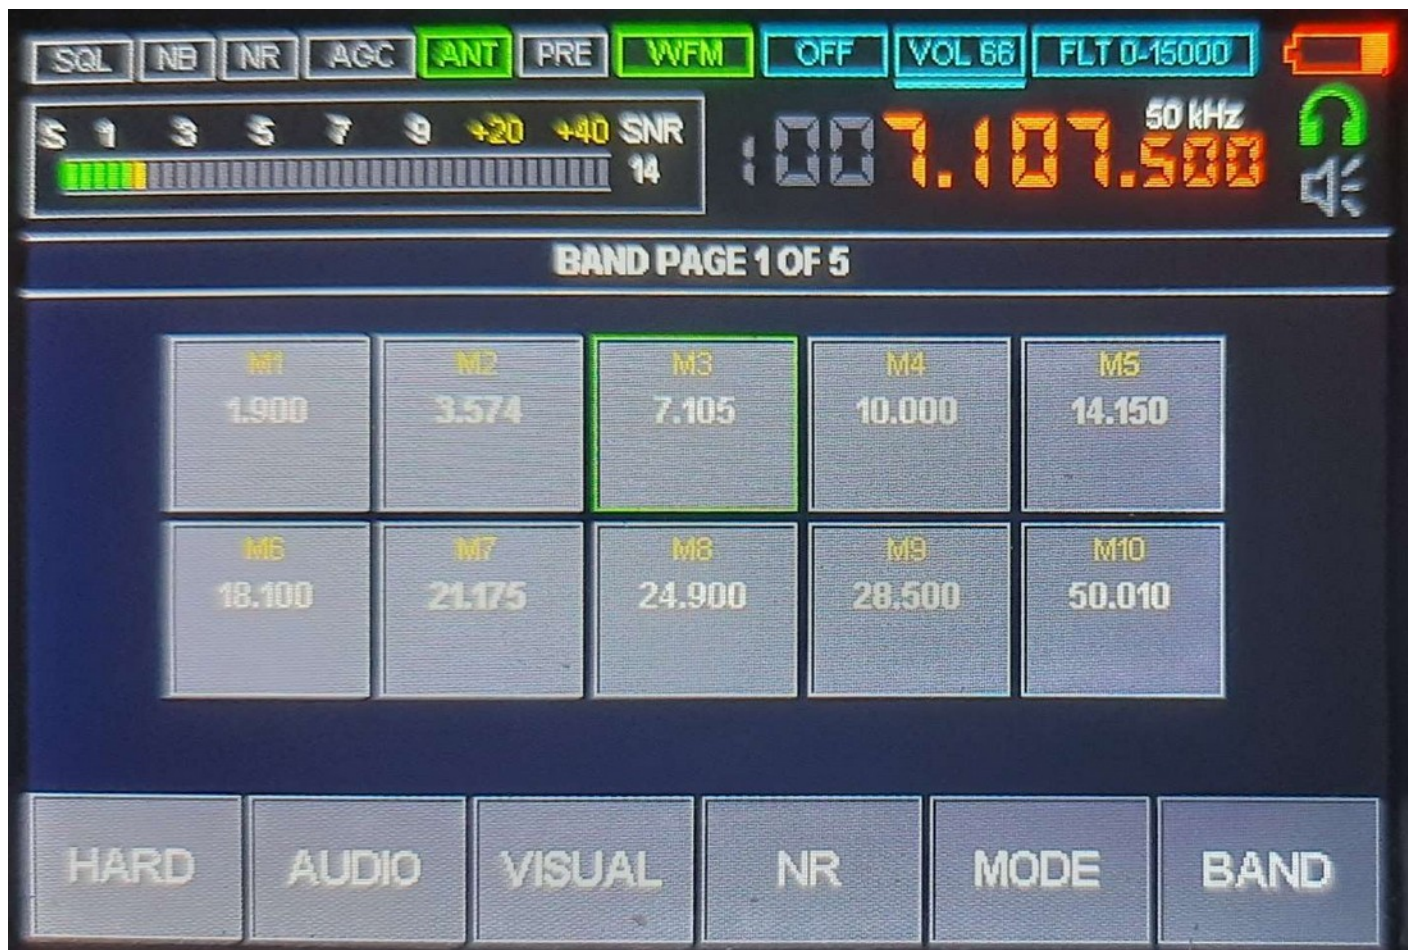 SQL NB NR AGC ANT PRE WFM OFF VOL 66 FLT 0-15000
S 1 3 5 7 9 +20 +40 SNR
14
50 kHz
1007.107.500
BAND PAGE 1 OF 5
M1 M2 M3 M4 M5
1.900 3.574 7.105 10.000 14.150
M6 M7 M8 M9 M10
18.100 21.175 24.900 28.500 50.010
HARD AUDIO VISUAL NR MODE BAND